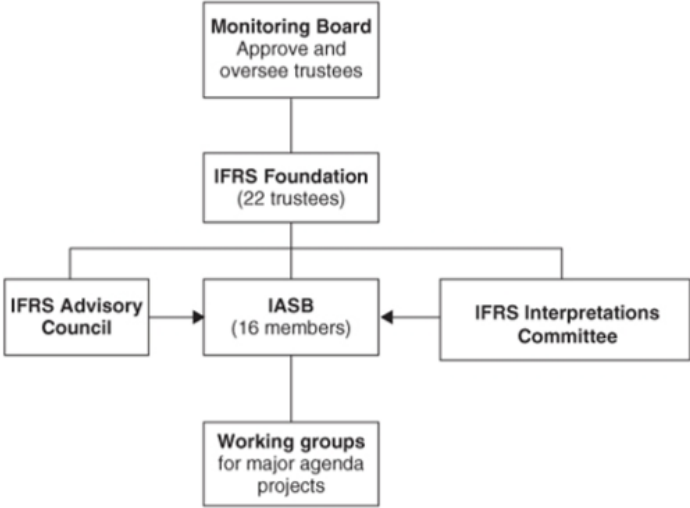 Monitoring Board
Approve and
oversee trustees
IFRS Foundation
(22 trustees)
IFRS Advisory
Council
IASB
(16 members)
IFRS Interpretations
Committee
Working groups
for major agenda
projects